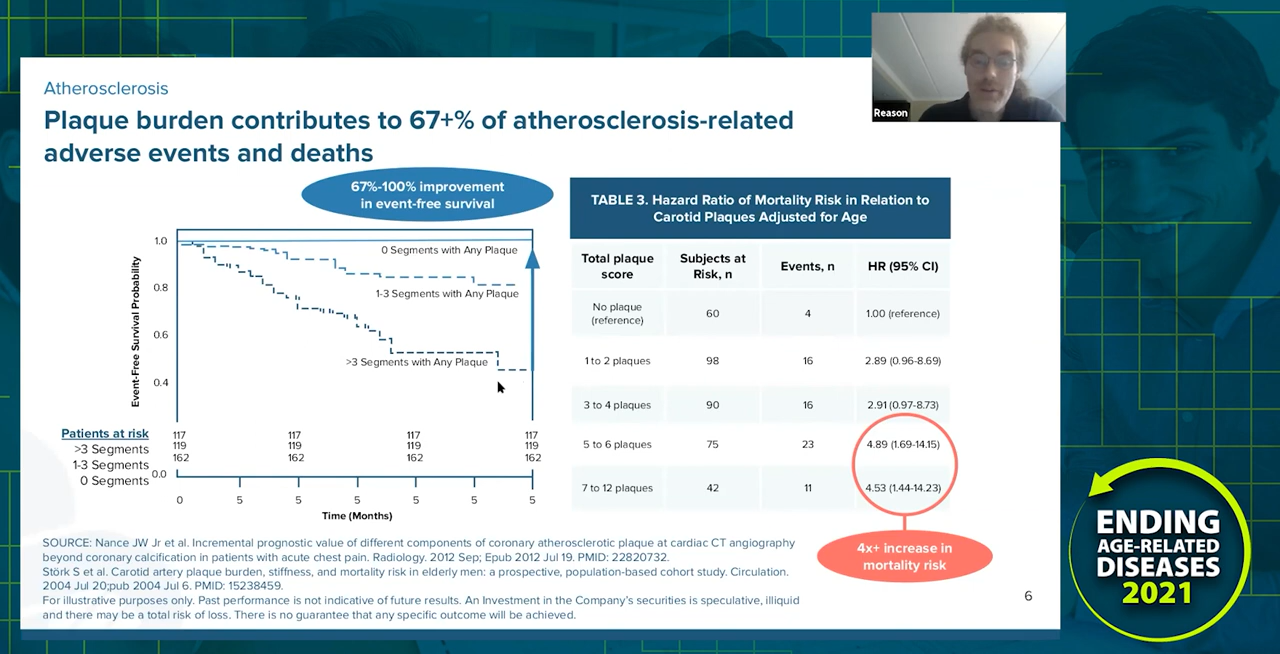 Reason
Atherosclerosis
Plaque burden contributes to 67+% of atherosclerosis-related
adverse events and deaths
67%-100% improvement
in event-free survival
Event-Free Survival Probability
1.0
0.8
0.6
0.4
0.0
0 Segments with Any Plaque
1-3 Segments with Any Plaque
>3 Segments with Any Plaque
Patients at risk
>3 Segments
1-3 Segments
0 Segments
117 117 117 117
119 119 119 119
162 162 162 162
0 5 5 5 5 5 5
Time (Months)
TABLE 3. Hazard Ratio of Mortality Risk in Relation to
Carotid Plaques Adjusted for Age
Total plaque score Subjects at Risk, n Events, n HR (95% CI)
No plaque (reference) 60 4 1.00 (reference)
1 to 2 plaques 98 16 2.89 (0.96-8.69)
3 to 4 plaques 90 16 2.91 (0.97-8.73)
5 to 6 plaques 75 23 4.89 (1.69-14.15)
7 to 12 plaques 42 11 4.53 (1.44-14.23)
4x+ increase in
mortality risk
SOURCE: Nance JW Jr et al. Incremental prognostic value of different components of coronary atherosclerotic plaque at cardiac CT angiography
beyond coronary calcification in patients with acute chest pain. Radiology. 2012 Sep; Epub 2012 Jul 19. PMID: 22820732.
Störk S et al. Carotid artery plaque burden, stiffness, and mortality risk in elderly men: a prospective, population-based cohort study. Circulation.
2004 Jul 20;pub 2004 Jul 6. PMID: 15238459.
For illustrative purposes only. Past performance is not indicative of future results. An Investment in the Company's securities is speculative, illiquid
and there may be a total risk of loss. There is no guarantee that any specific outcome will be achieved.
6
ENDING
AGE-RELATED
DISEASES
2021